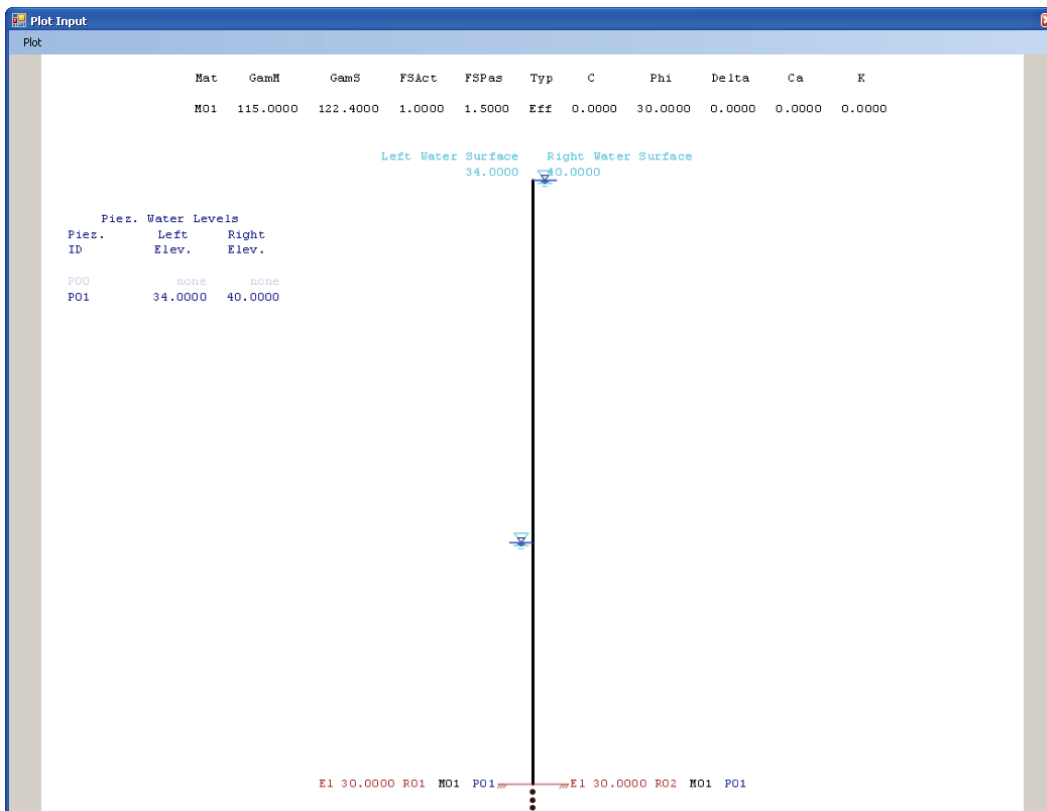 Plot Input
Plot
Mat GamM GamS FSAct FSPas Typ C Phi Delta Ca K
M01 115.0000 122.4000 1.0000 1.5000 Eff 0.0000 30.0000 0.0000 0.0000 0.0000
Left Water Surface Right Water Surface
34.0000 40.0000
Piez. Water Levels
Piez. Left Right
ID Elev. Elev.
P00 none none
P01 34.0000 40.0000
El 30.0000 R01 M01 P01 El 30.0000 R02 M01 P01